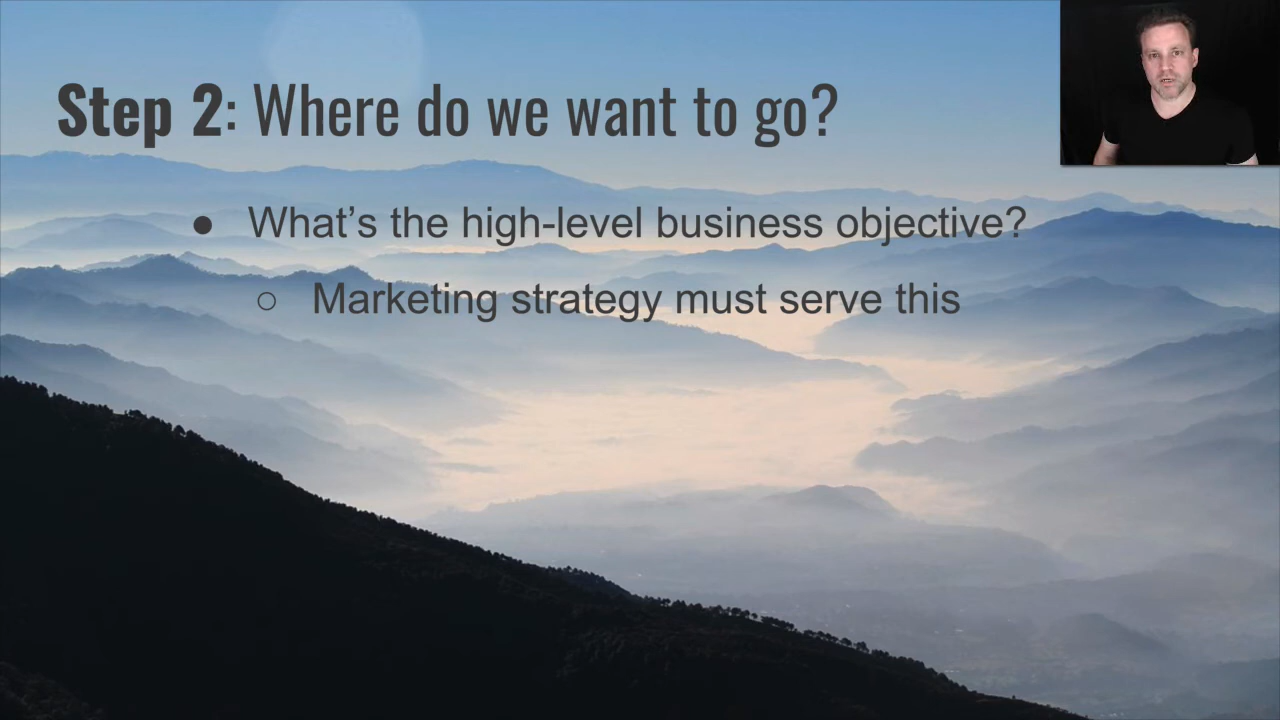 Step 2: Where do we want to go?
● What’s the high-level business objective?
○ Marketing strategy must serve this